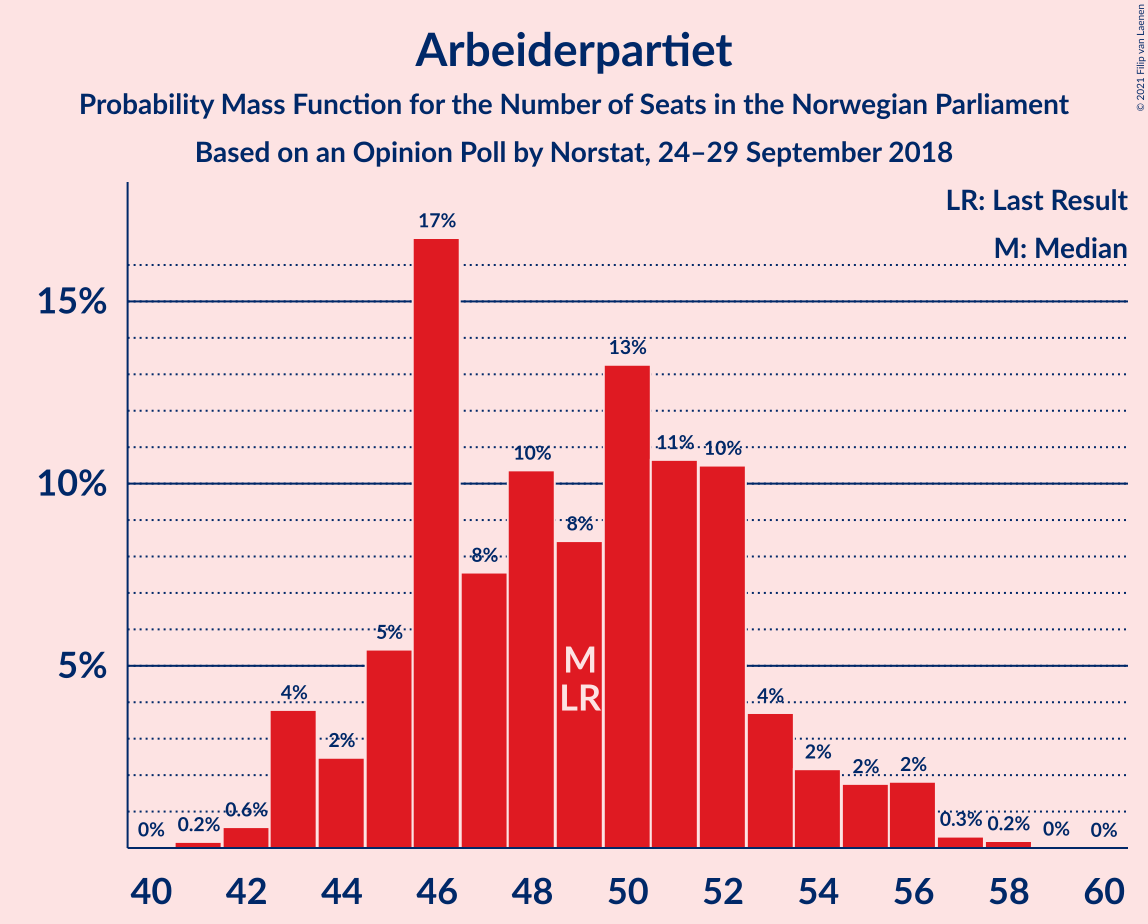 Arbeiderpartiet
Probability Mass Function for the Number of Seats in the Norwegian Parliament
Based on an Opinion Poll by Norstat, 24–29 September 2018
© 2021 Filip van Laenen
LR: Last Result
M: Median
15%
10%
5%
0%
0.2%
0.6%
4%
2%
5%
17%
8%
10%
8%
13%
11%
10%
4%
2%
2%
2%
0.3%
0.2%
0%
0%
M
LR
40 42 44 46 48 50 52 54 56 58 60